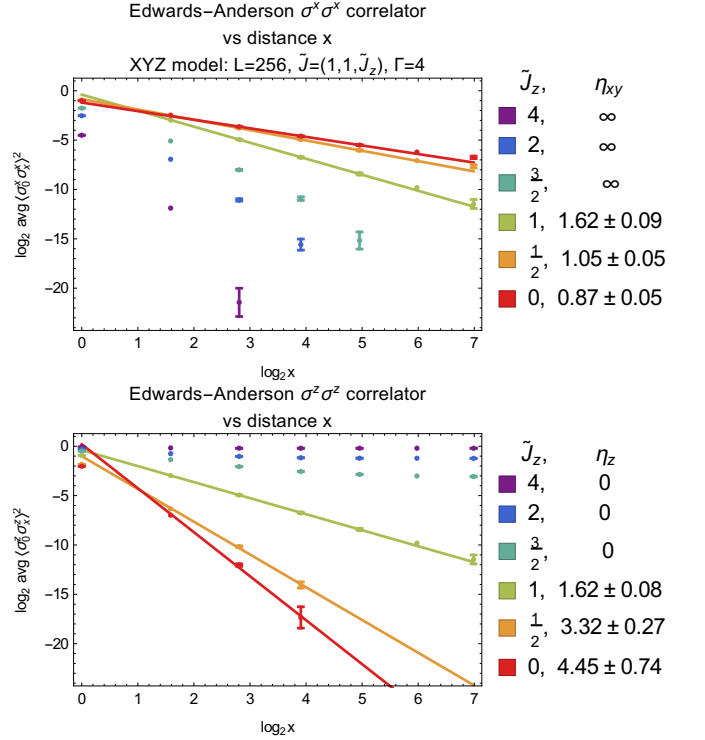 Edwards−Anderson σˣσˣ correlator
vs distance x
XYZ model: L=256, J̃=(1,1,J̃z), Γ=4
log₂ avg ⟨σ₀ˣσₓˣ⟩²
0
−5
−10
−15
−20
0 1 2 3 4 5 6 7
log₂x
J̃z, ηxy
4, ∞
2, ∞
3/2, ∞
1, 1.62 ± 0.09
1/2, 1.05 ± 0.05
0, 0.87 ± 0.05
Edwards−Anderson σᶻσᶻ correlator
vs distance x
log₂ avg ⟨σ₀ᶻσₓᶻ⟩²
0
−5
−10
−15
−20
0 1 2 3 4 5 6 7
log₂x
J̃z, ηz
4, 0
2, 0
3/2, 0
1, 1.62 ± 0.08
1/2, 3.32 ± 0.27
0, 4.45 ± 0.74